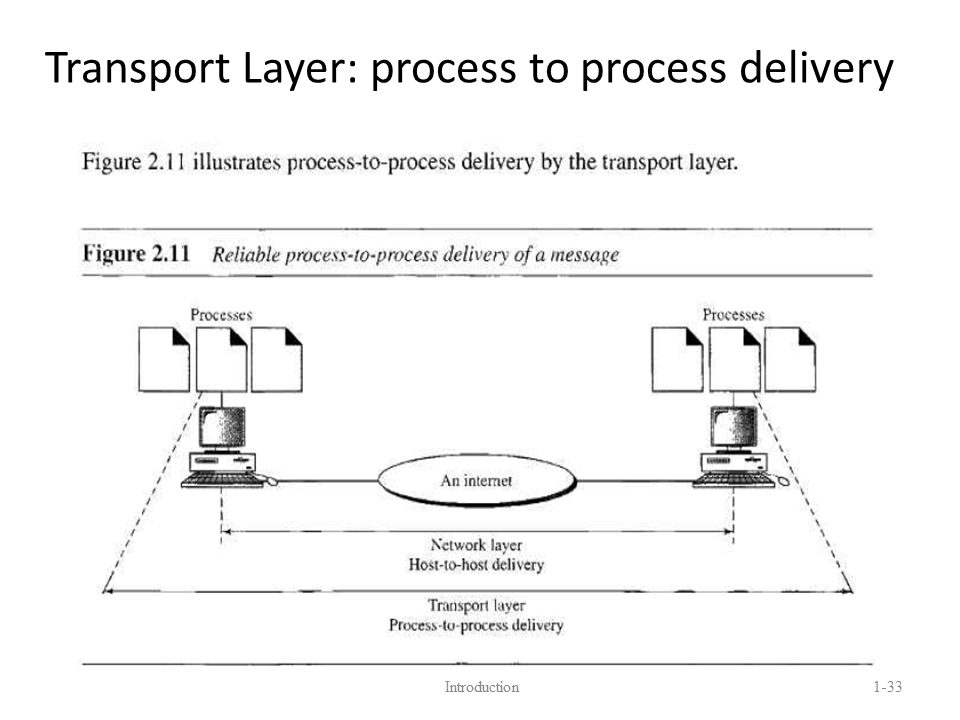 Transport Layer: process to process delivery
Figure 2.11 illustrates process-to-process delivery by the transport layer.
Figure 2.11 Reliable process-to-process delivery of a message
Processes
Processes
An internet
Network layer
Host-to-host delivery
Transport layer
Process-to-process delivery
Introduction
1-33